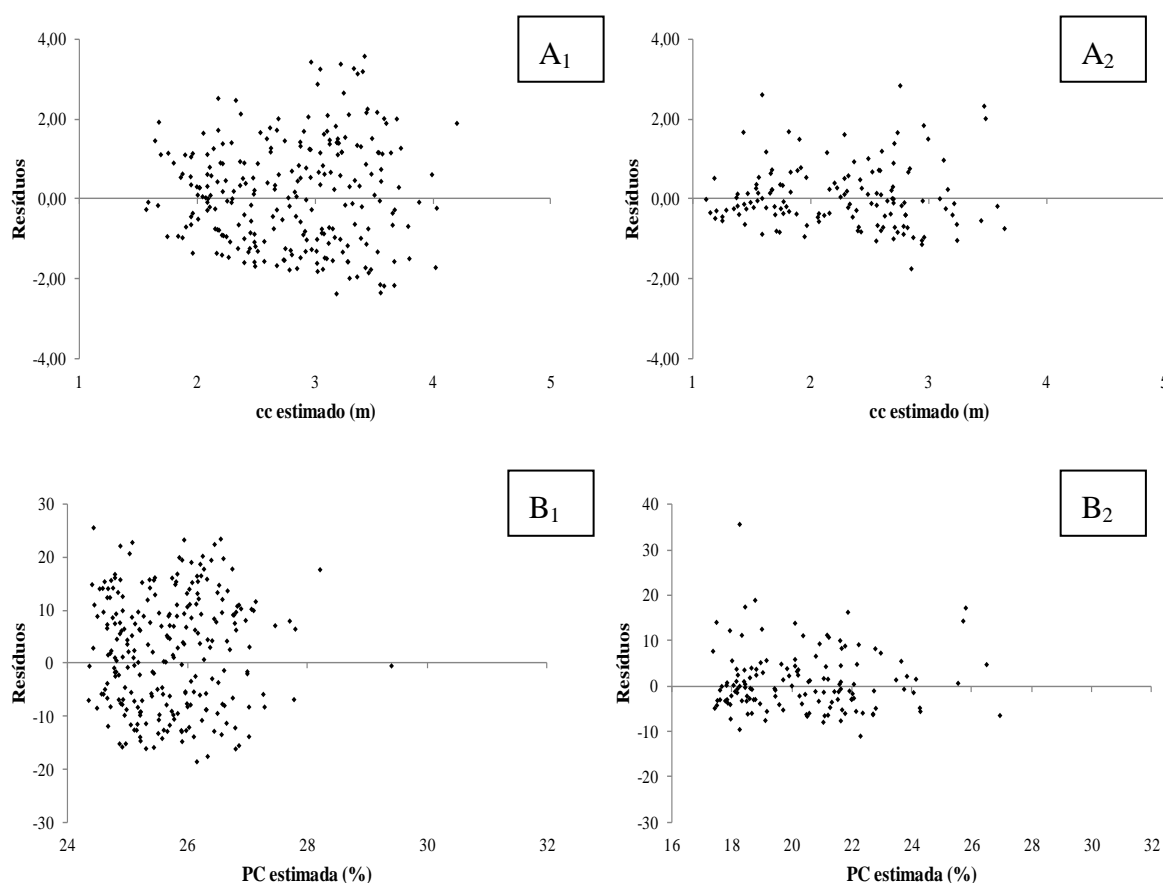 A₁
Resíduos
4,00
2,00
0,00
-2,00
-4,00
1 2 3 4 5
cc estimado (m)
A₂
Resíduos
4,00
2,00
0,00
-2,00
-4,00
1 2 3 4 5
cc estimado (m)
B₁
Resíduos
30
20
10
0
-10
-20
-30
24 26 28 30 32
PC estimada (%)
B₂
Resíduos
40
30
20
10
0
-10
-20
-30
16 18 20 22 24 26 28 30 32
PC estimada (%)